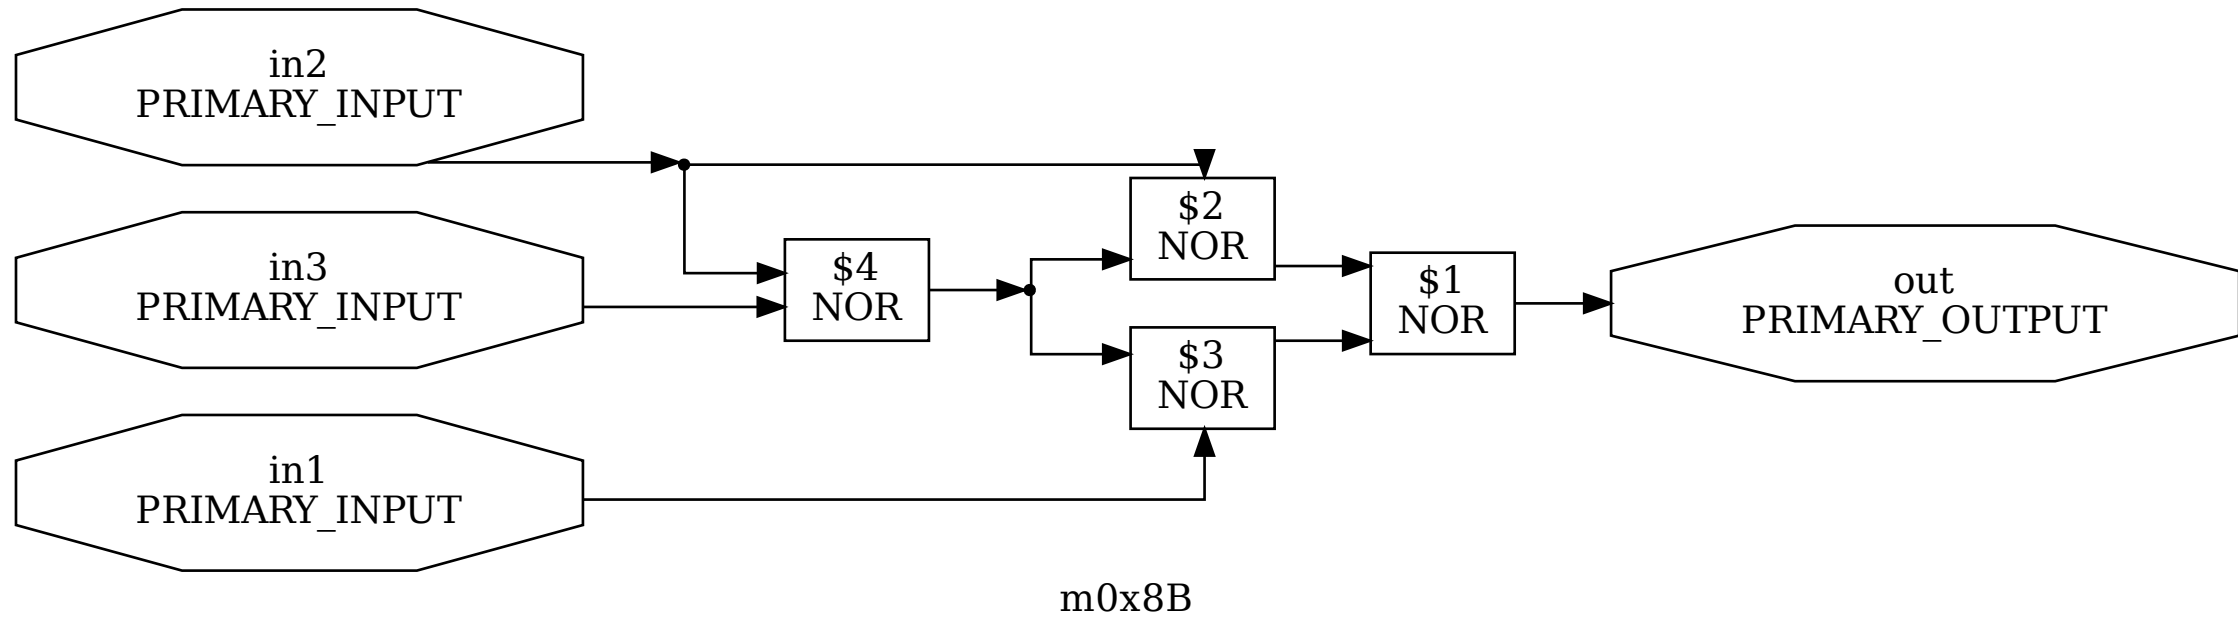 in2
PRIMARY_INPUT
in3
PRIMARY_INPUT
in1
PRIMARY_INPUT
$4
NOR
$2
NOR
$3
NOR
$1
NOR
out
PRIMARY_OUTPUT
m0x8B